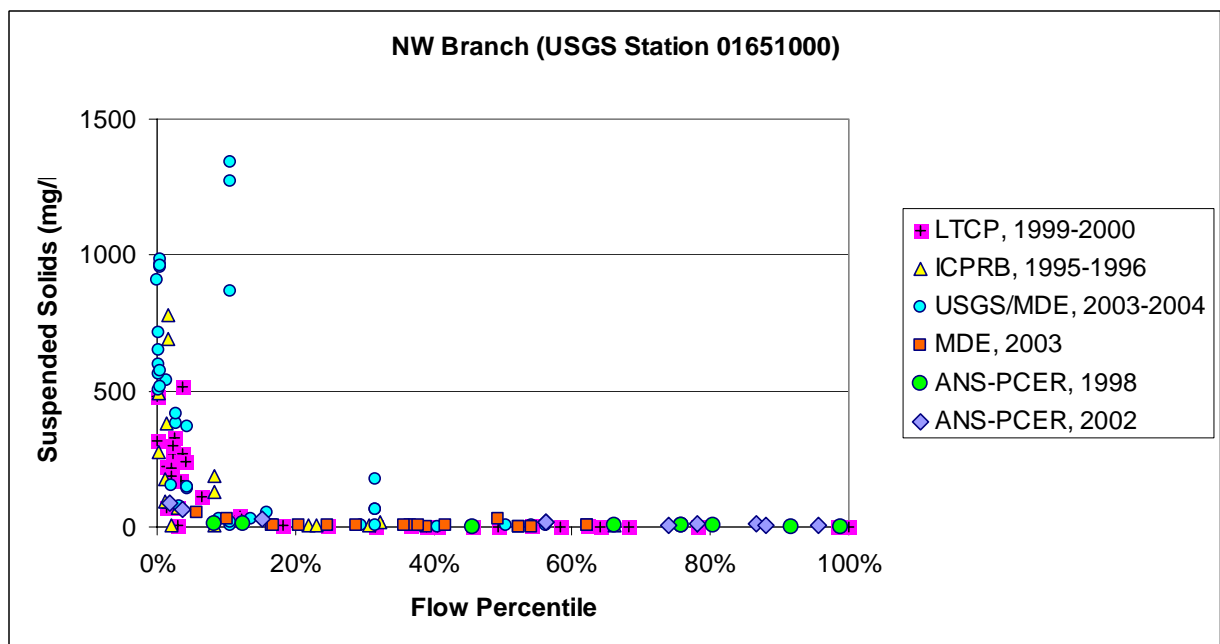 NW Branch (USGS Station 01651000)
Suspended Solids (mg/l
1500
1000
500
0
0%
20%
40%
60%
80%
100%
Flow Percentile
LTCP, 1999-2000
ICPRB, 1995-1996
USGS/MDE, 2003-2004
MDE, 2003
ANS-PCER, 1998
ANS-PCER, 2002